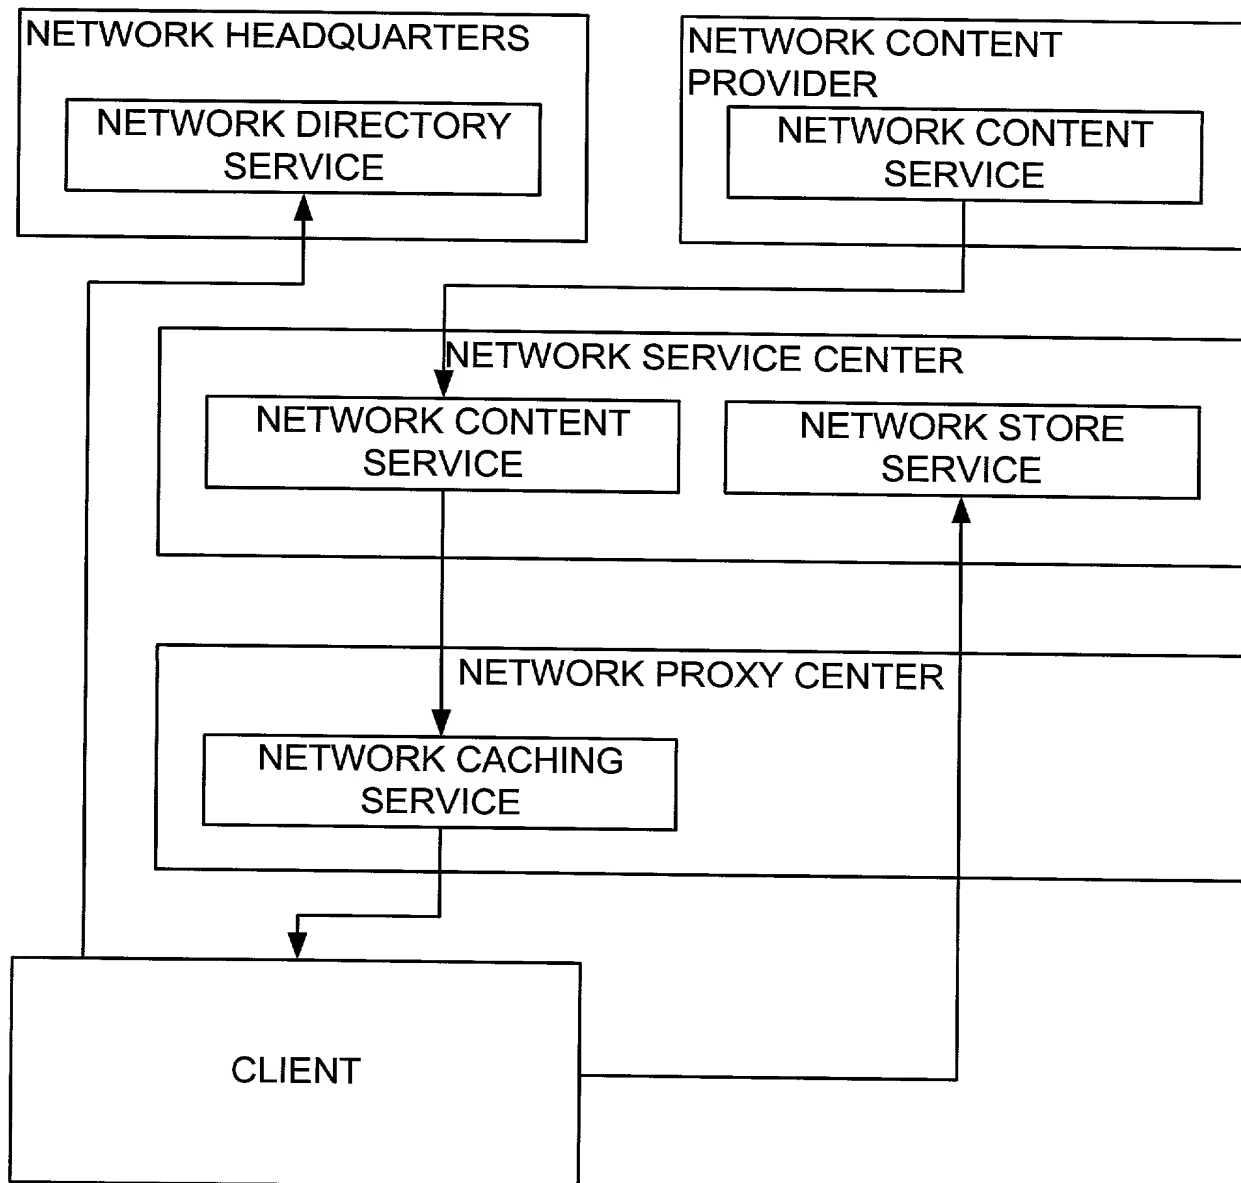 NETWORK HEADQUARTERS
NETWORK DIRECTORY
SERVICE
NETWORK CONTENT
PROVIDER
NETWORK CONTENT
SERVICE
NETWORK SERVICE CENTER
NETWORK CONTENT
SERVICE
NETWORK STORE
SERVICE
NETWORK PROXY CENTER
NETWORK CACHING
SERVICE
CLIENT